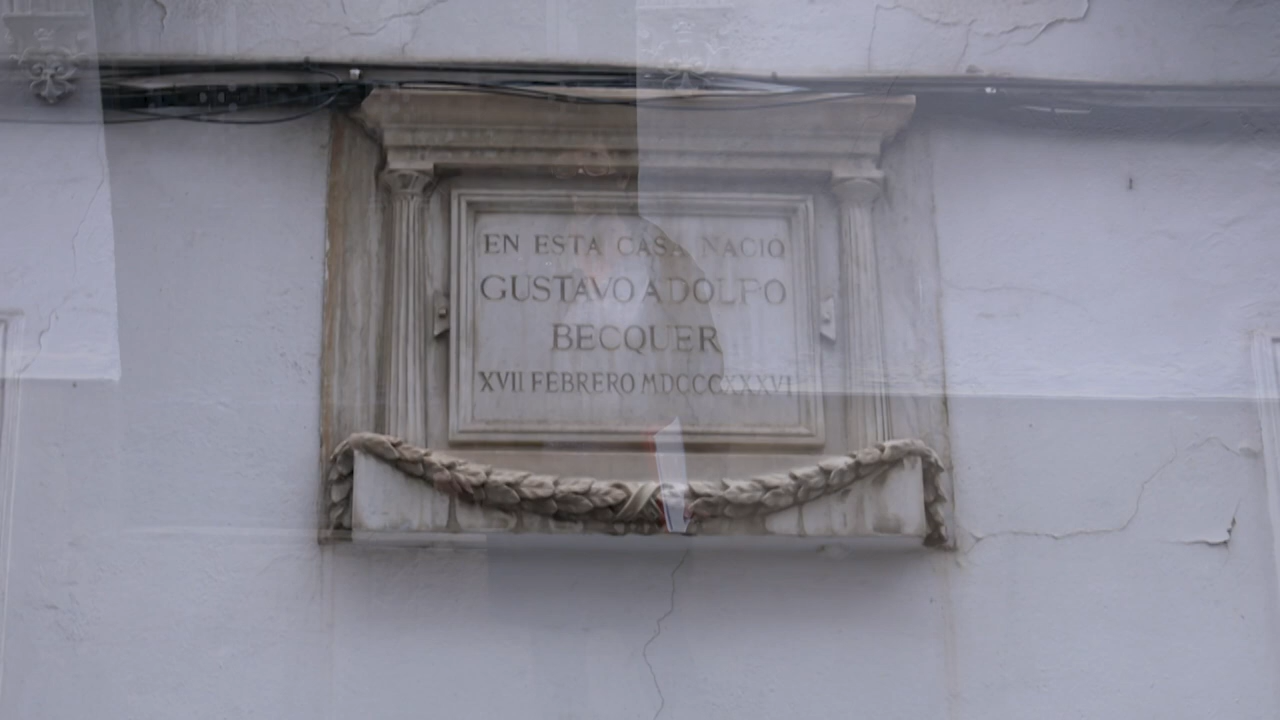 EN ESTA CASA NACIO
GUSTAVO ADOLFO
BECQUER
XVII FEBRERO MDCCCXXXVI